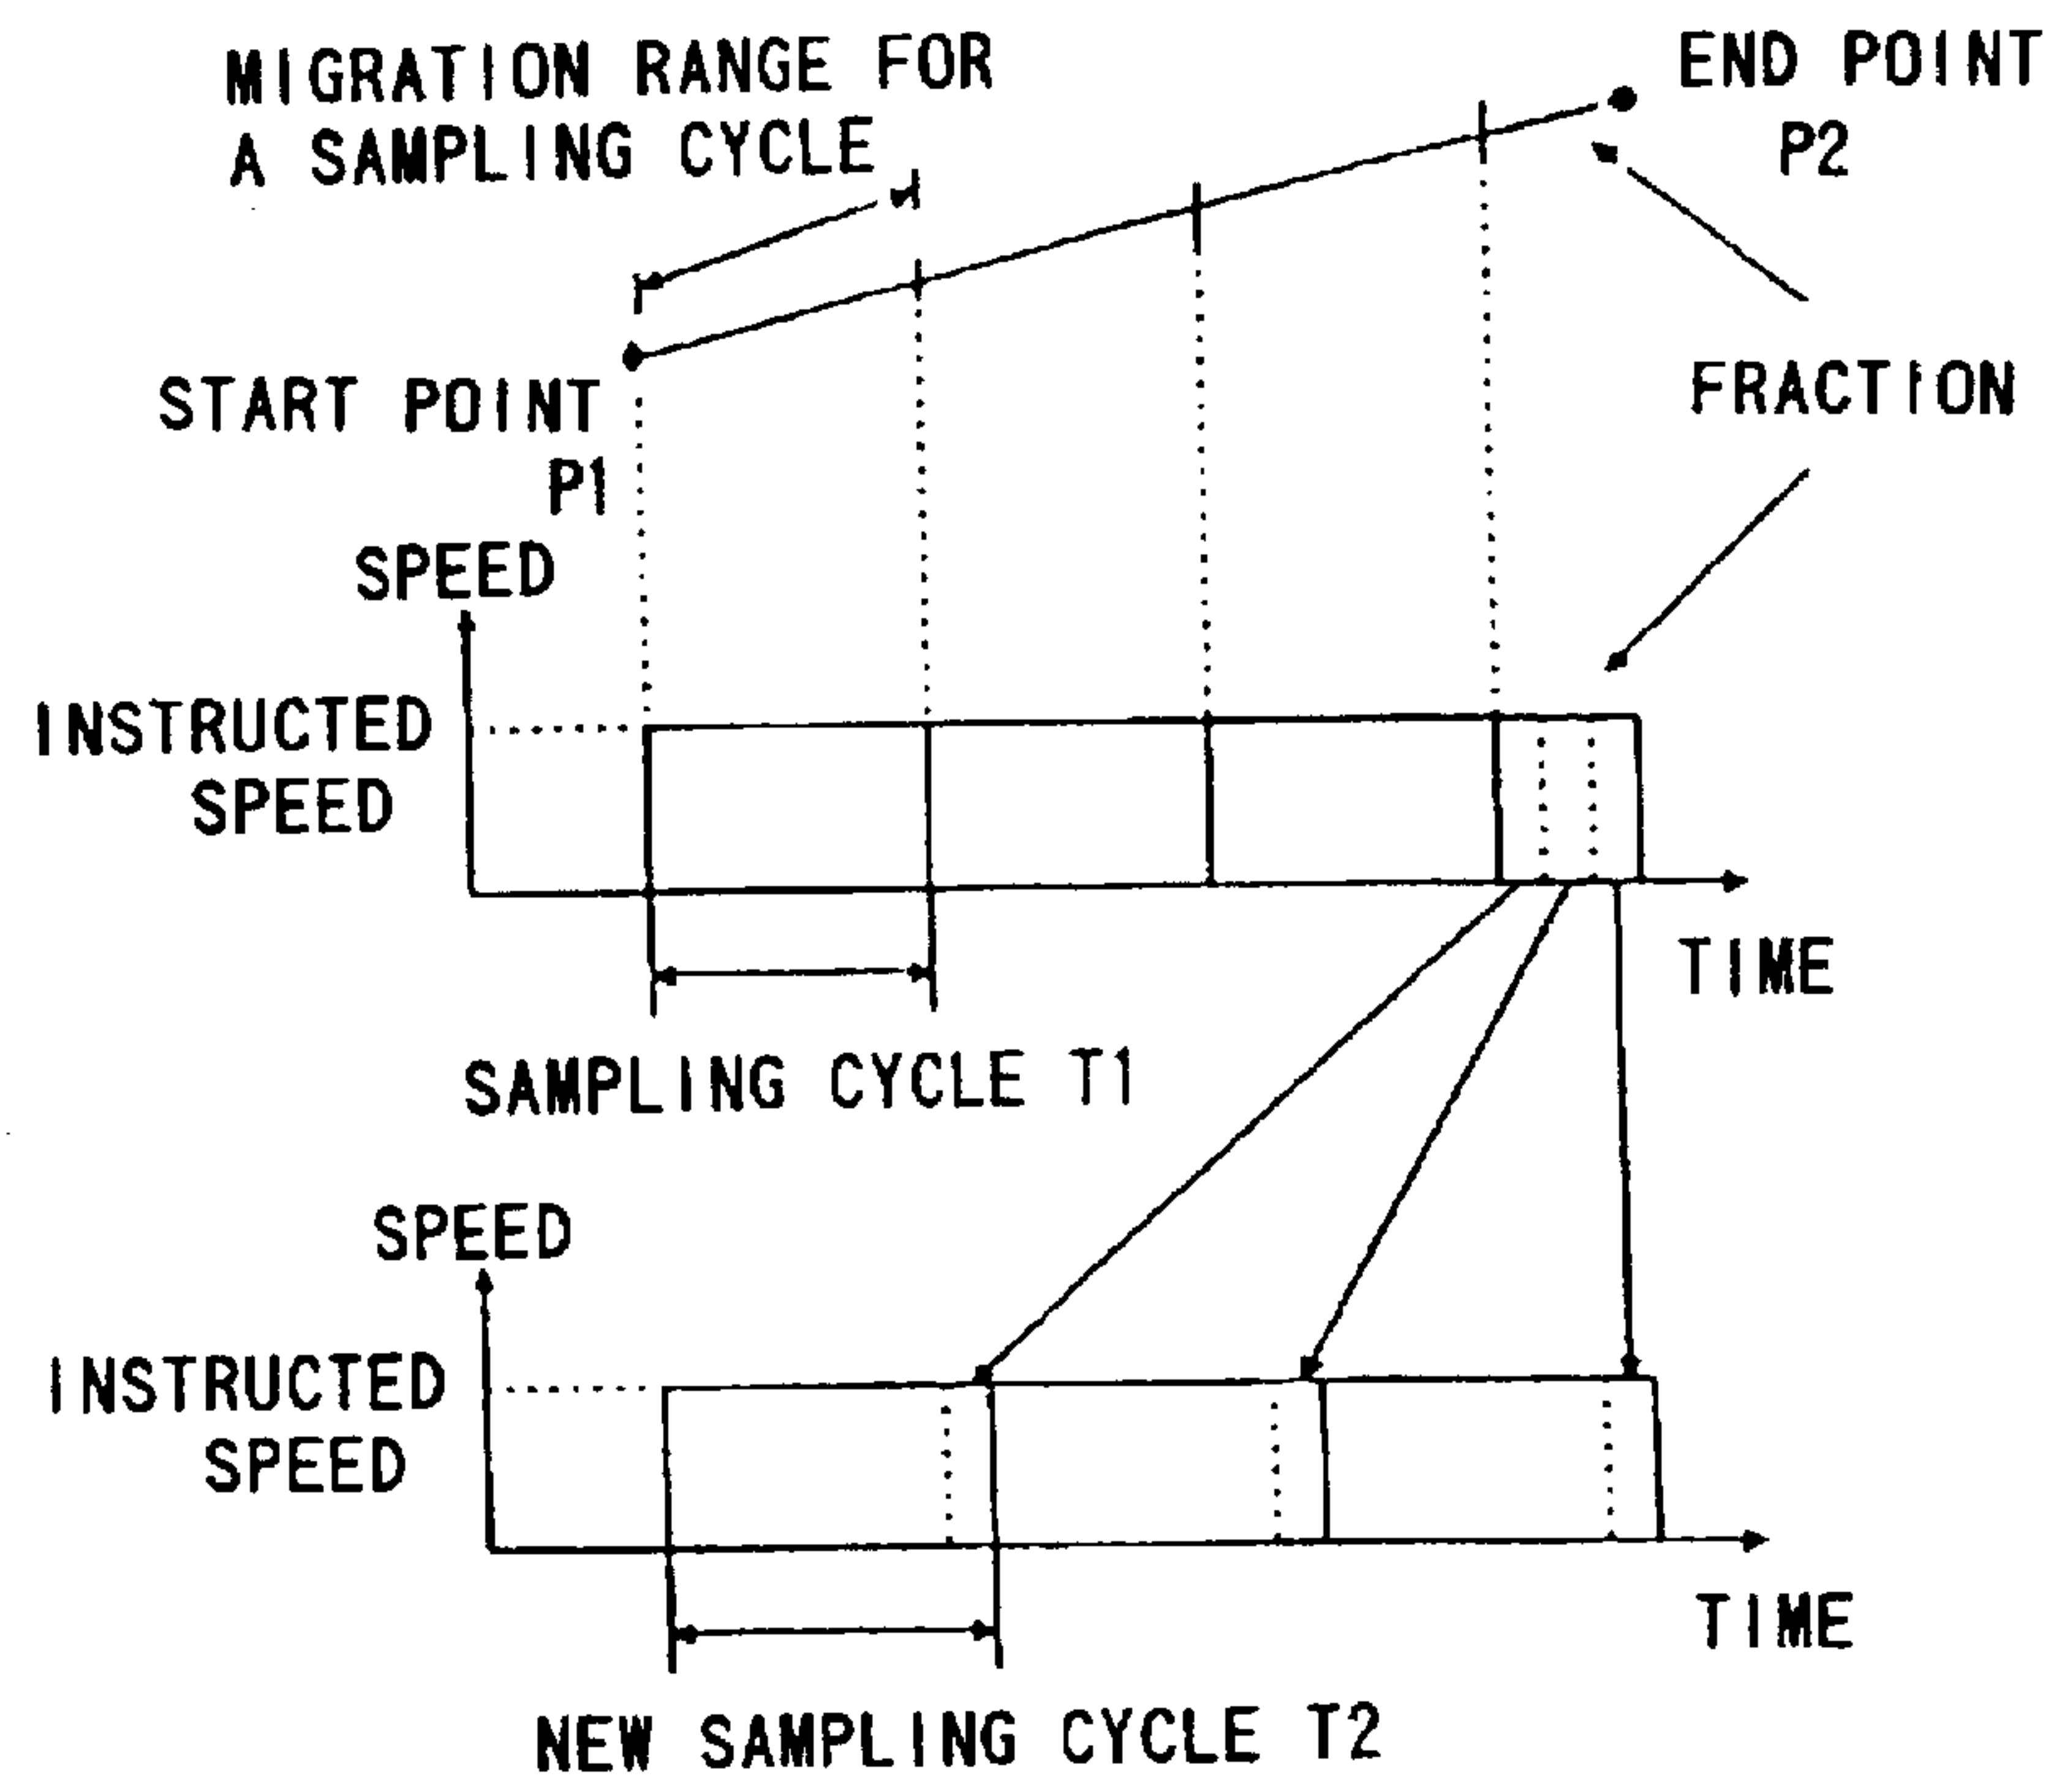 MIGRATION RANGE FOR
A SAMPLING CYCLE
END POINT
P2
START POINT
P1
FRACTION
SPEED
INSTRUCTED
SPEED
TIME
SAMPLING CYCLE T1
SPEED
INSTRUCTED
SPEED
TIME
NEW SAMPLING CYCLE T2